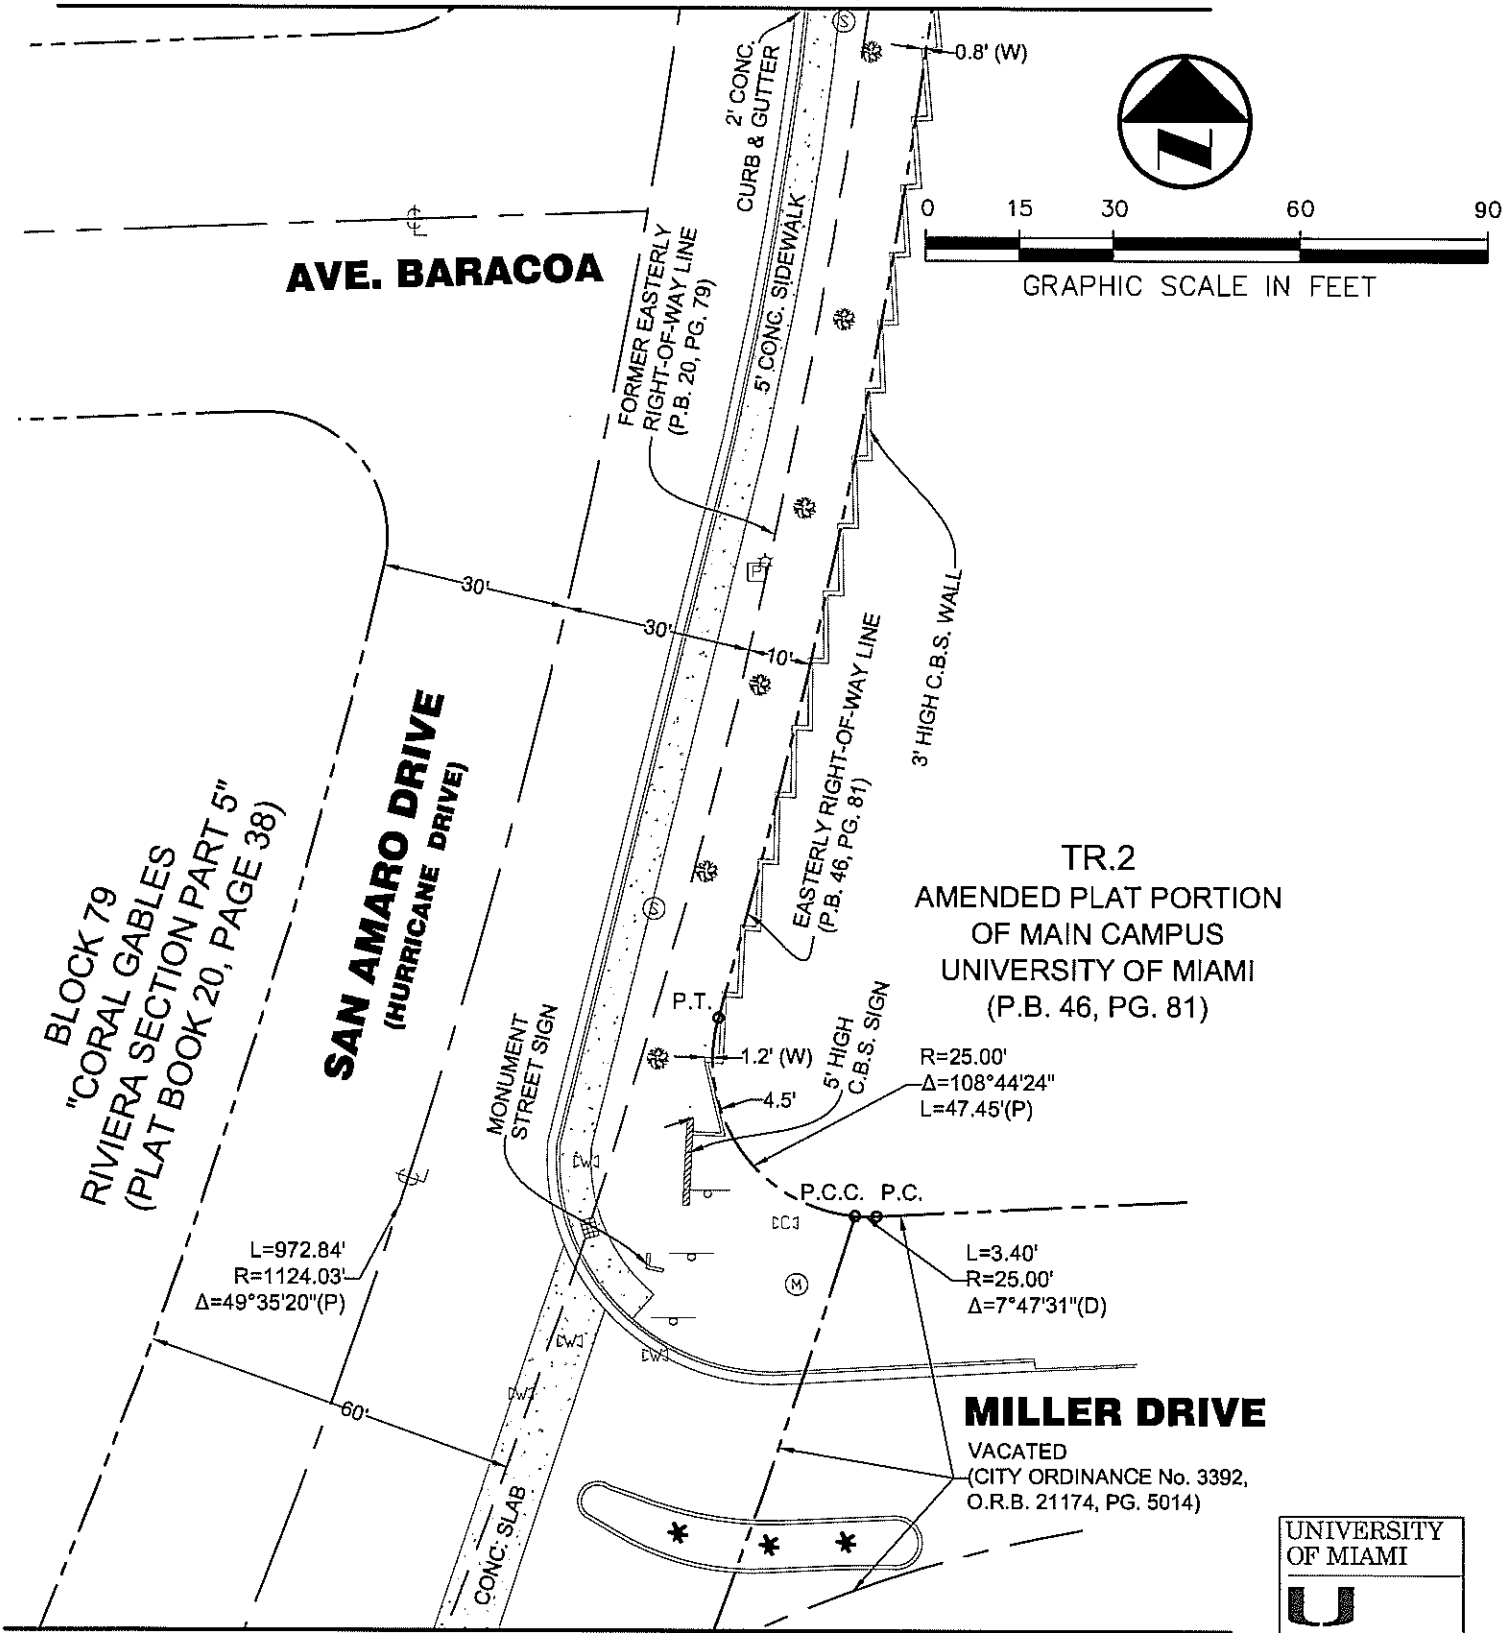 0.8' (W)
2' CONC.
CURB & GUTTER
N
0 15 30 60 90
GRAPHIC SCALE IN FEET
AVE. BARACOA
FORMER EASTERLY
RIGHT-OF-WAY LINE
(P.B. 20, PG. 79)
5' CONC. SIDEWALK
S
P
30'
30'
10'
3' HIGH C.B.S. WALL
EASTERLY RIGHT-OF-WAY LINE
(P.B. 46, PG. 81)
SAN AMARO DRIVE
(HURRICANE DRIVE)
BLOCK 79
"CORAL GABLES
RIVIERA SECTION PART 5"
(PLAT BOOK 20, PAGE 38)
TR.2
AMENDED PLAT PORTION
OF MAIN CAMPUS
UNIVERSITY OF MIAMI
(P.B. 46, PG. 81)
S
P.T.
1.2' (W)
4.5'
5' HIGH
C.B.S. SIGN
MONUMENT
STREET SIGN
R=25.00'
Δ=108°44'24"
L=47.45'(P)
P.C.C. P.C.
W
C
M
L=972.84'
R=1124.03'
Δ=49°35'20"(P)
L=3.40'
R=25.00'
Δ=7°47'31"(D)
W
W
W
60'
CONC. SLAB
MILLER DRIVE
VACATED
(CITY ORDINANCE No. 3392,
O.R.B. 21174, PG. 5014)
UNIVERSITY
OF MIAMI
U